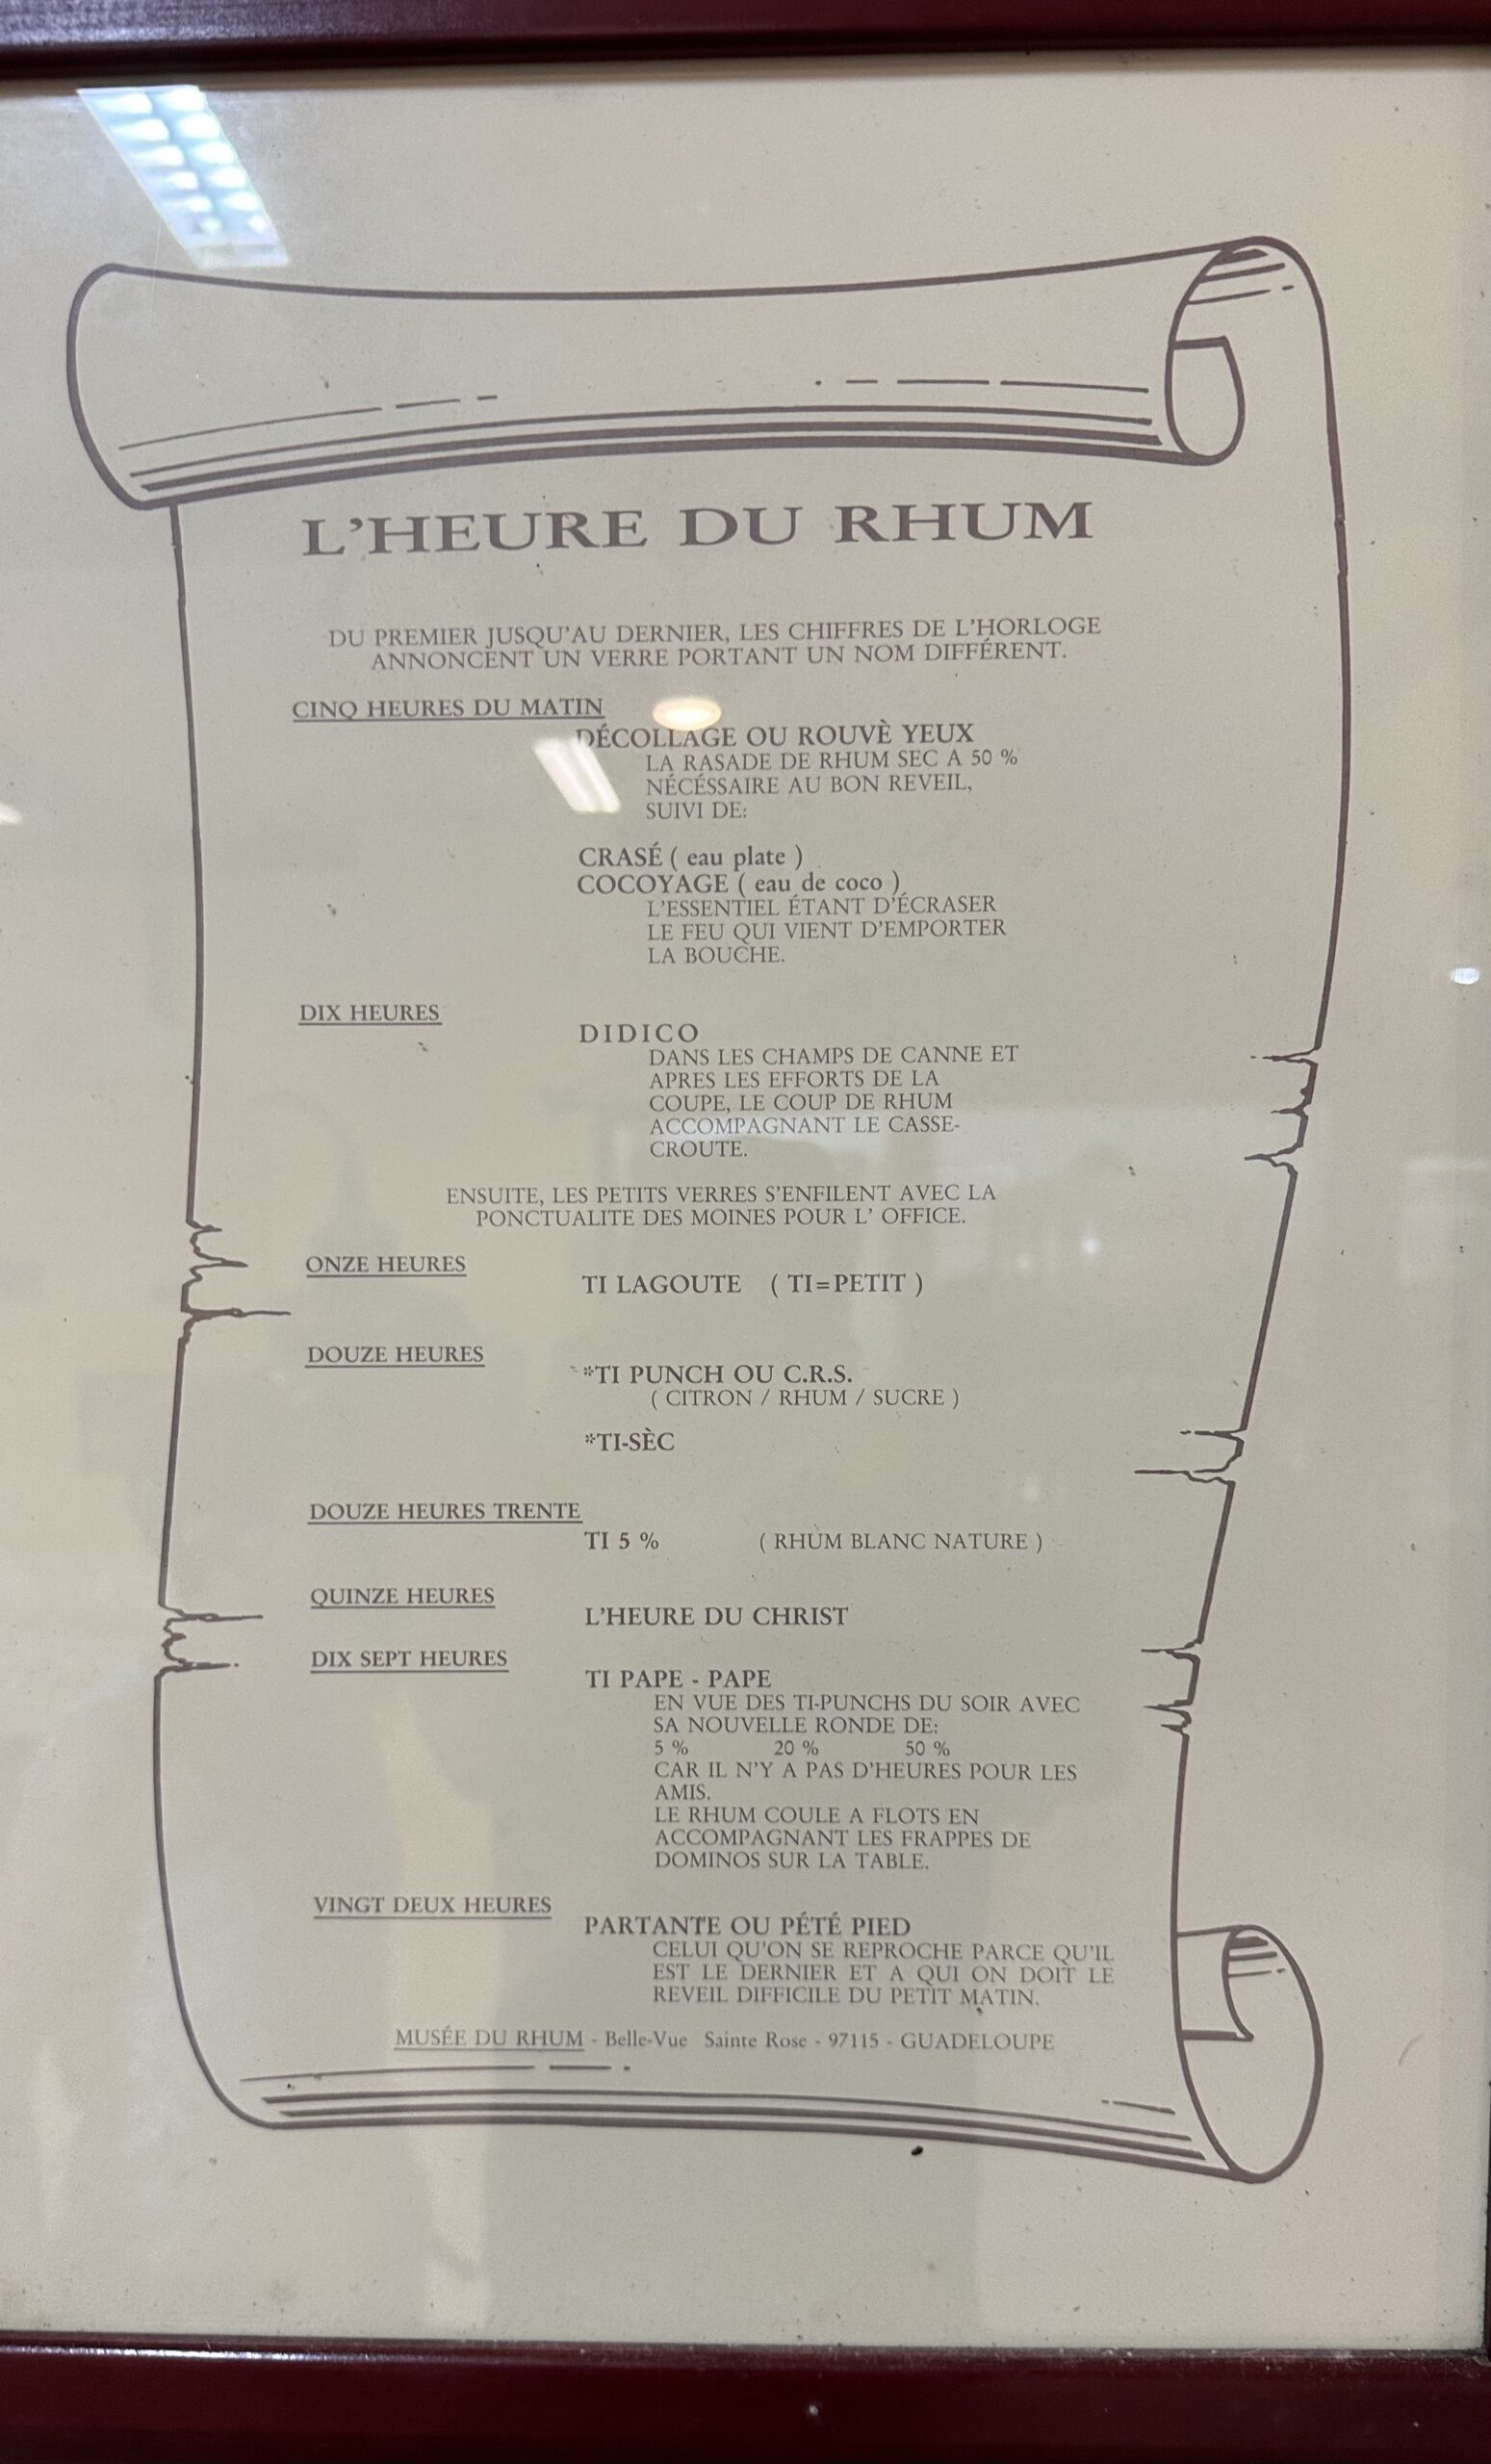 L'HEURE DU RHUM
DU PREMIER JUSQU'AU DERNIER, LES CHIFFRES DE L'HORLOGE
ANNONCENT UN VERRE PORTANT UN NOM DIFFÉRENT.
CINQ HEURES DU MATIN
DÉCOLLAGE OU ROUVÈ YEUX
LA RASADE DE RHUM SEC A 50 %
NÉCÉSSAIRE AU BON REVEIL,
SUIVI DE:
CRASÉ ( eau plate )
COCOYAGE ( eau de coco )
L'ESSENTIEL ÉTANT D'ÉCRASER
LE FEU QUI VIENT D'EMPORTER
LA BOUCHE.
DIX HEURES
DIDICO
DANS LES CHAMPS DE CANNE ET
APRES LES EFFORTS DE LA
COUPE, LE COUP DE RHUM
ACCOMPAGNANT LE CASSE-
CROUTE.
ENSUITE, LES PETITS VERRES S'ENFILENT AVEC LA
PONCTUALITE DES MOINES POUR L' OFFICE.
ONZE HEURES
TI LAGOUTE ( TI=PETIT )
DOUZE HEURES
*TI PUNCH OU C.R.S.
( CITRON / RHUM / SUCRE )
*TI-SÈC
DOUZE HEURES TRENTE
TI 5 % ( RHUM BLANC NATURE )
QUINZE HEURES
L'HEURE DU CHRIST
DIX SEPT HEURES
TI PAPE - PAPE
EN VUE DES TI-PUNCHS DU SOIR AVEC
SA NOUVELLE RONDE DE:
5 % 20 % 50 %
CAR IL N'Y A PAS D'HEURES POUR LES
AMIS.
LE RHUM COULE A FLOTS EN
ACCOMPAGNANT LES FRAPPES DE
DOMINOS SUR LA TABLE.
VINGT DEUX HEURES
PARTANTE OU PÉTÉ PIED
CELUI QU'ON SE REPROCHE PARCE QU'IL
EST LE DERNIER ET A QUI ON DOIT LE
REVEIL DIFFICILE DU PETIT MATIN.
MUSÉE DU RHUM - Belle-Vue Sainte Rose - 97115 - GUADELOUPE